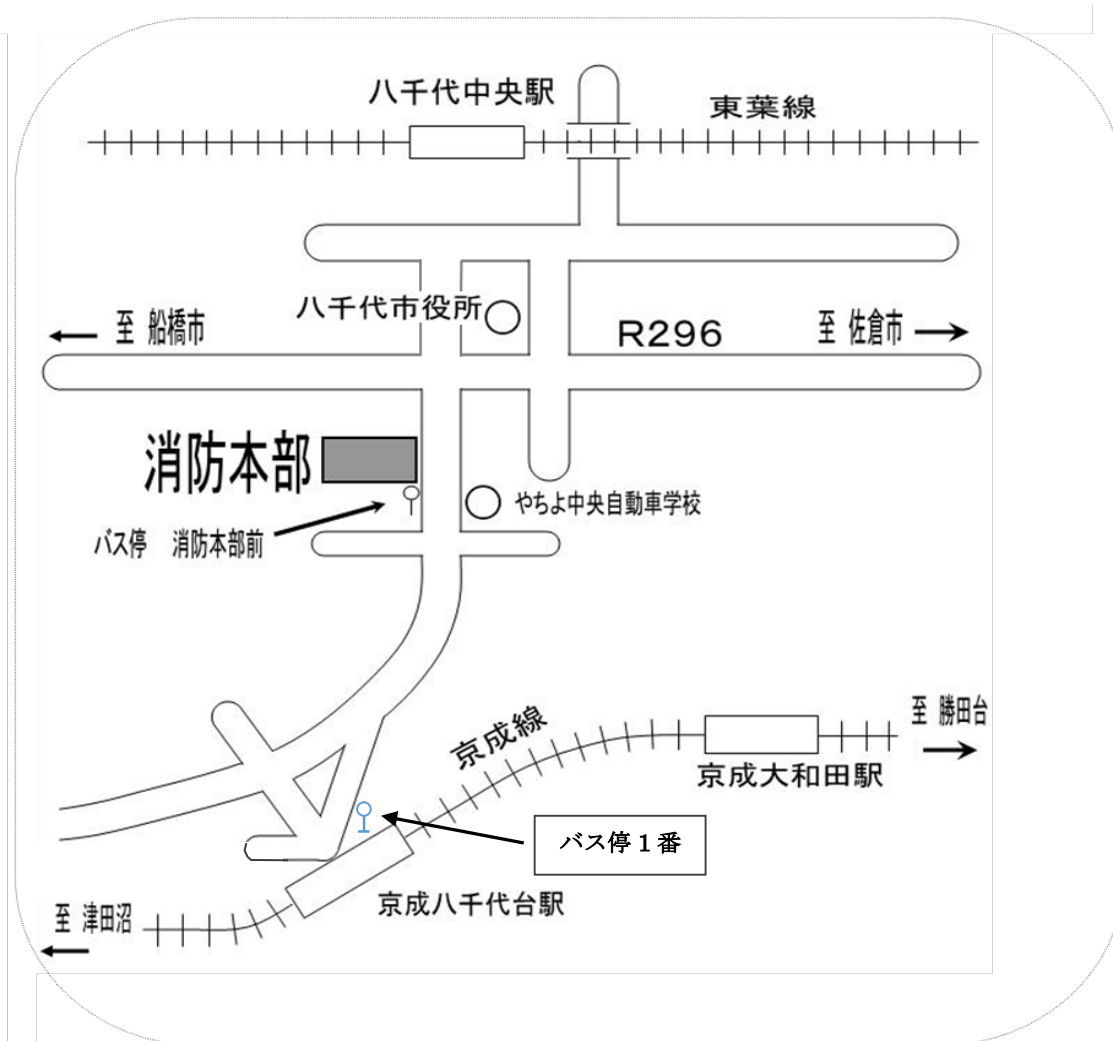 八千代中央駅
東葉線
八千代市役所
至 船橋市
R296
至 佐倉市
消防本部
やちよ中央自動車学校
バス停 消防本部前
至 勝田台
京成線
京成大和田駅
バス停1番
京成八千代台駅
至 津田沼